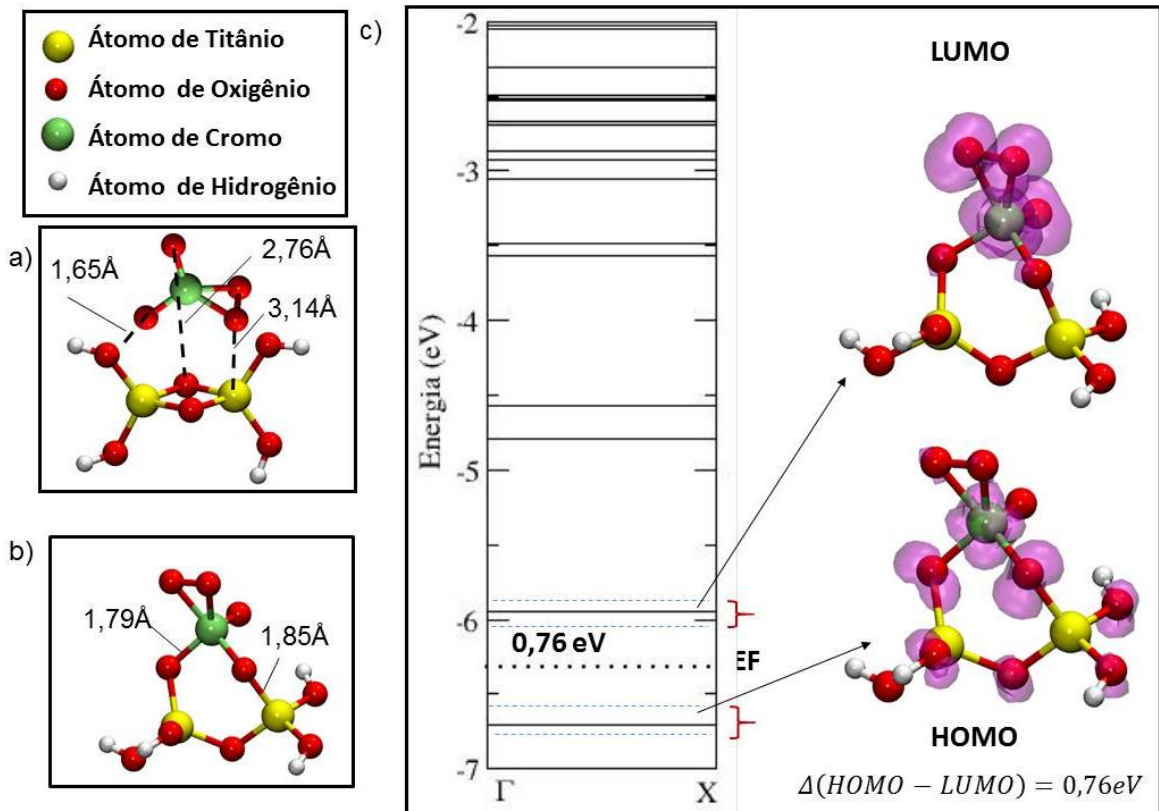 Átomo de Titânio
Átomo de Oxigênio
Átomo de Cromo
Átomo de Hidrogênio
a)
1,65Å
2,76Å
3,14Å
b)
1,79Å
1,85Å
c)
Energia (eV)
-2
-3
-4
-5
-6
-7
0,76 eV
EF
Γ
X
LUMO
HOMO
Δ(HOMO − LUMO) = 0,76eV